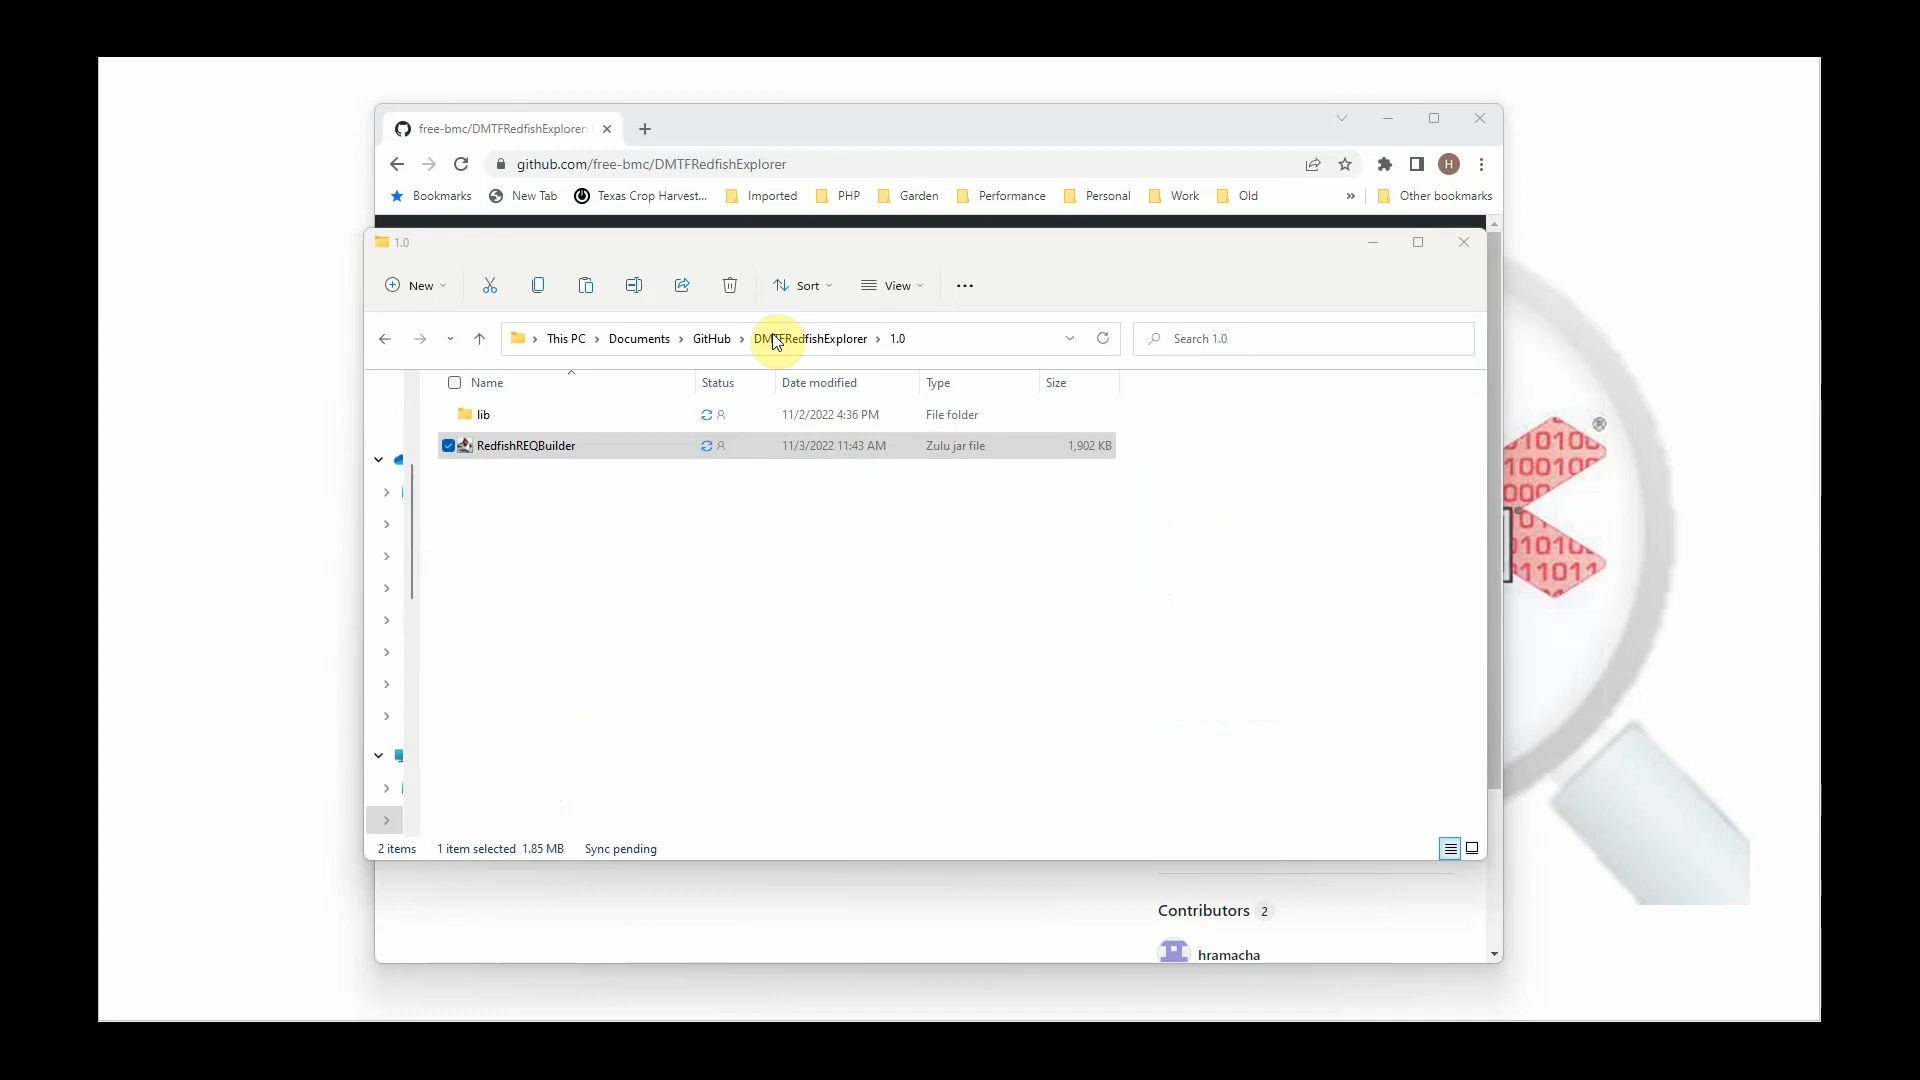 free-bmc/DMTFRedfishExplorer:
github.com/free-bmc/DMTFRedfishExplorer
H
Bookmarks New Tab Texas Crop Harvest... Imported PHP Garden Performance Personal Work Old » Other bookmarks
1.0
New Sort View
This PC > Documents > GitHub > DMTFRedfishExplorer > 1.0
Search 1.0
Name Status Date modified Type Size
lib 11/2/2022 4:36 PM File folder
RedfishREQBuilder 11/3/2022 11:43 AM Zulu jar file 1,902 KB
2 items 1 item selected 1.85 MB Sync pending
Contributors 2
hramacha
®